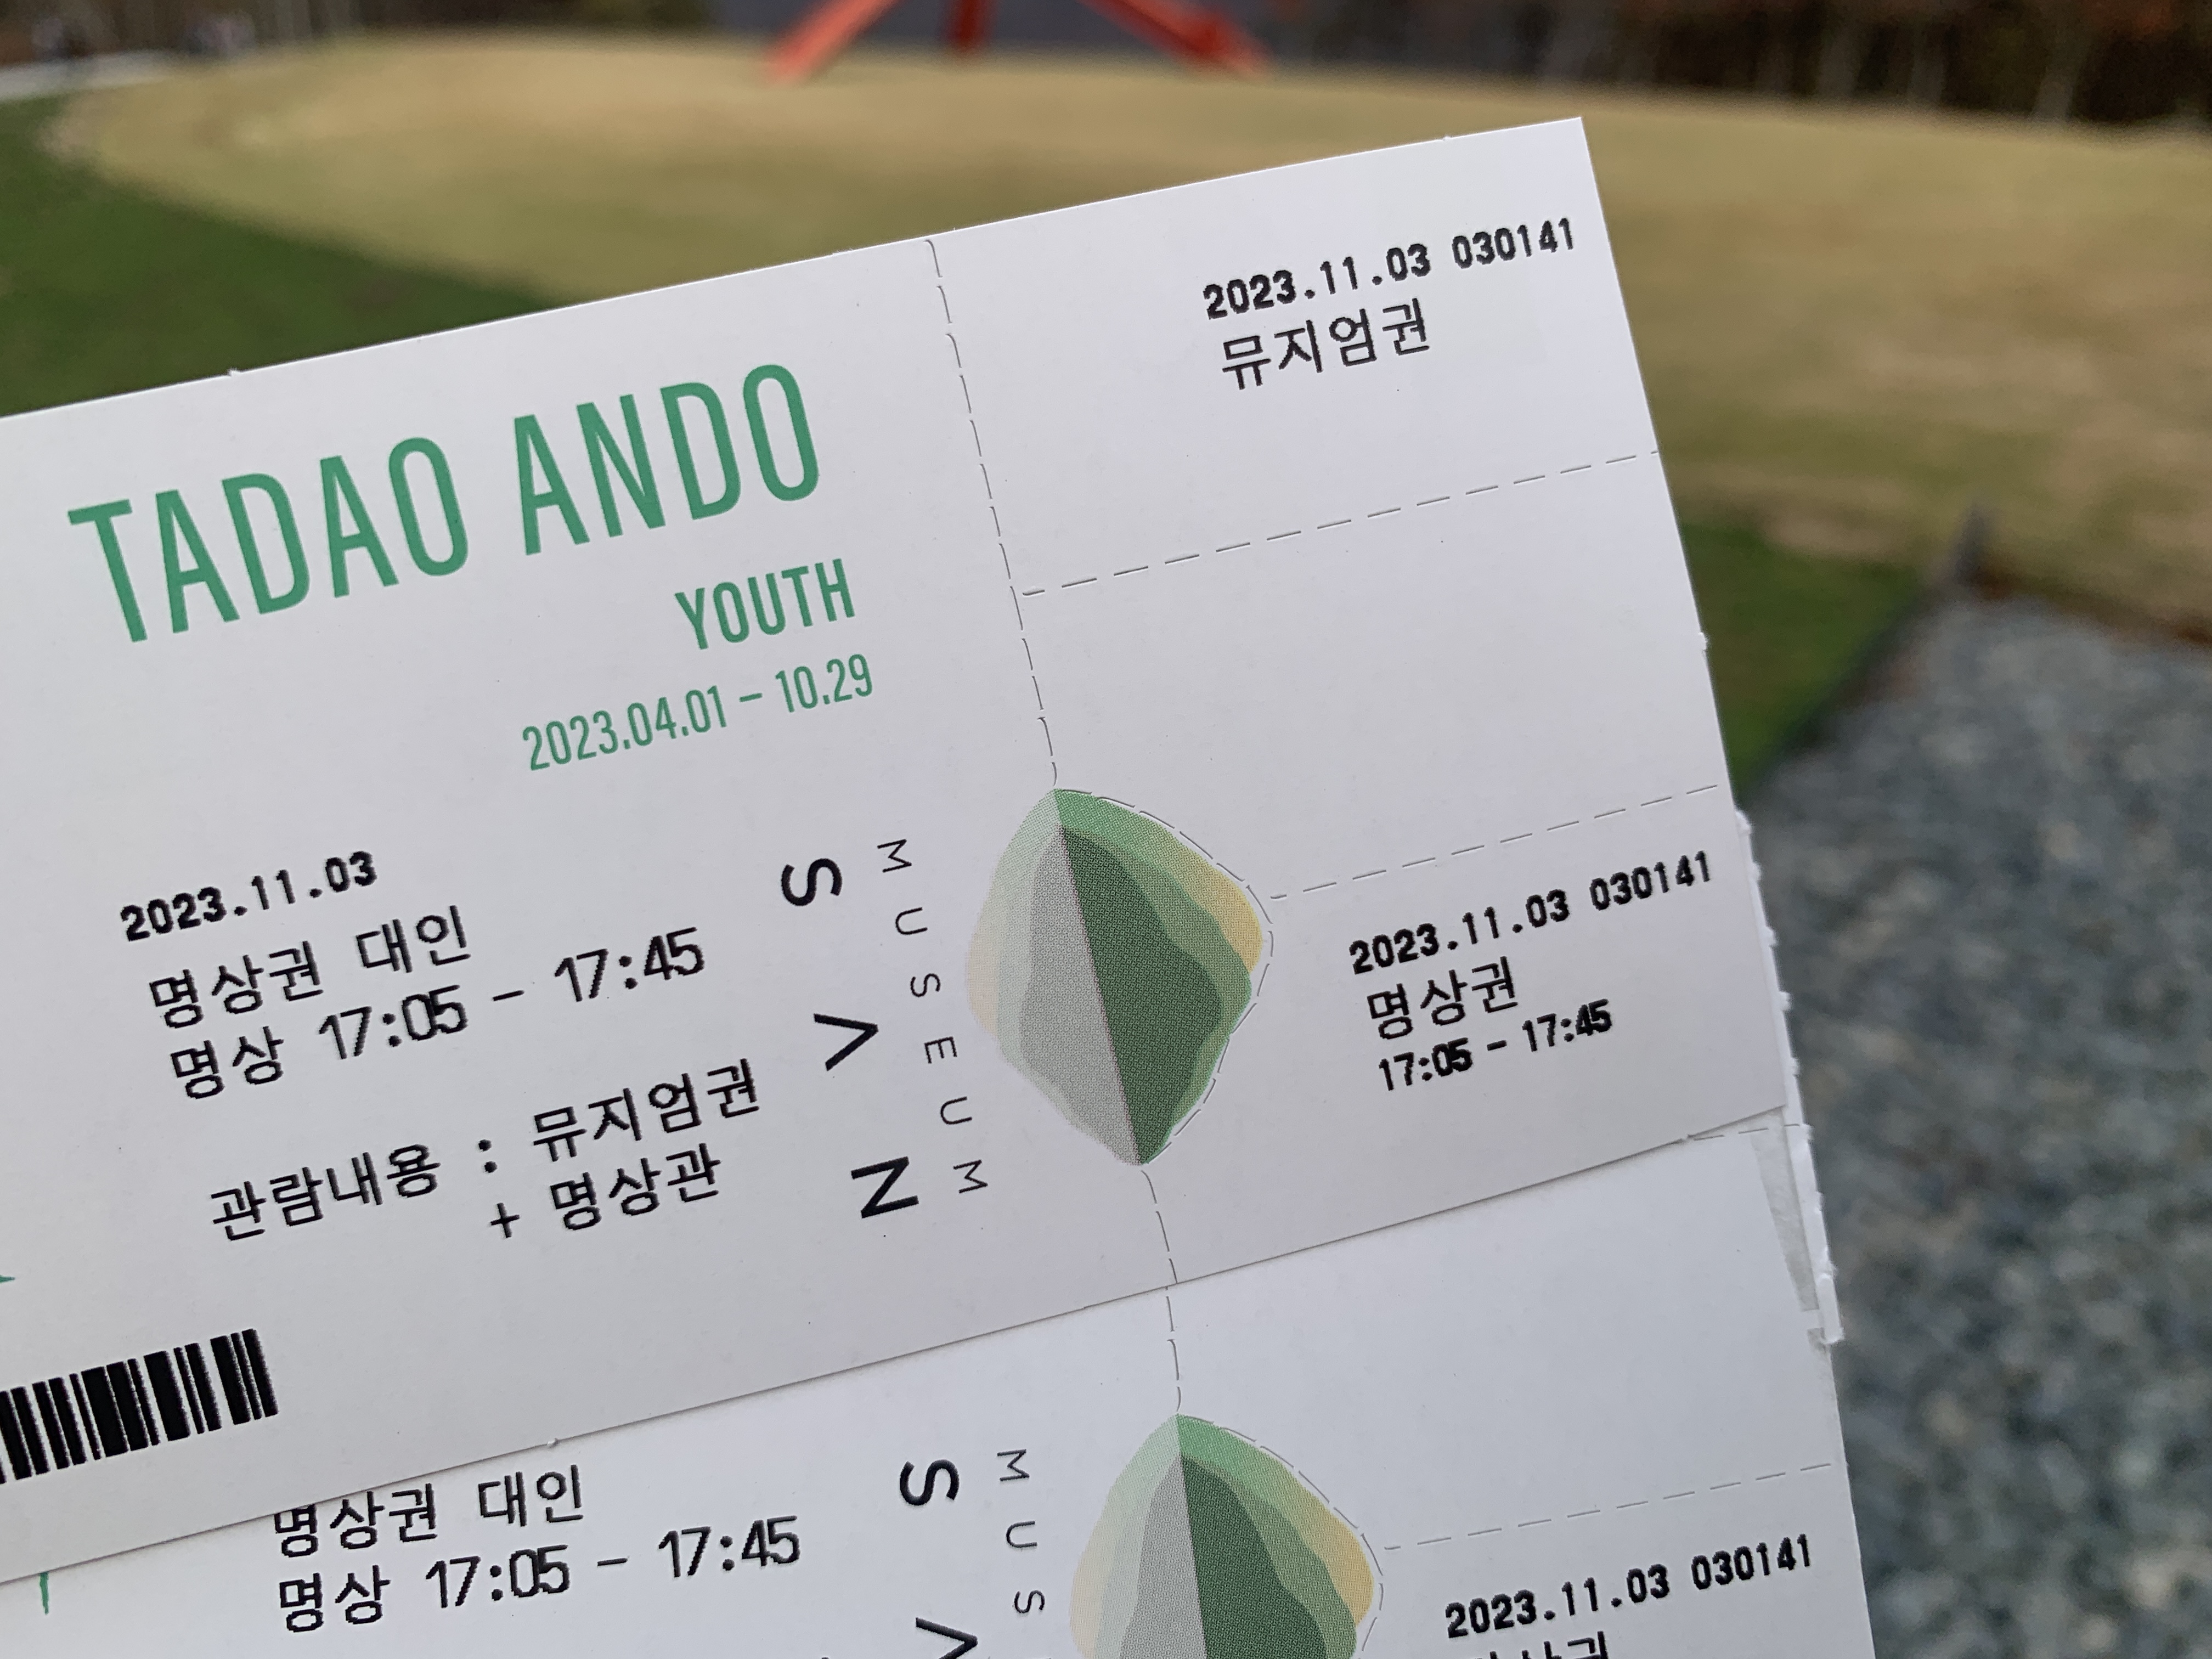 TADAO ANDO
YOUTH
2023.04.01 – 10.29
2023.11.03
명상권 대인
명상 17:05 – 17:45
관람내용 : 뮤지엄권
+ 명상관
MUSEUM
SΛN
2023.11.03 030141
뮤지엄권
2023.11.03 030141
명상권
17:05 – 17:45
명상권 대인
명상 17:05 – 17:45
MUS
SΛ
2023.11.03 030141